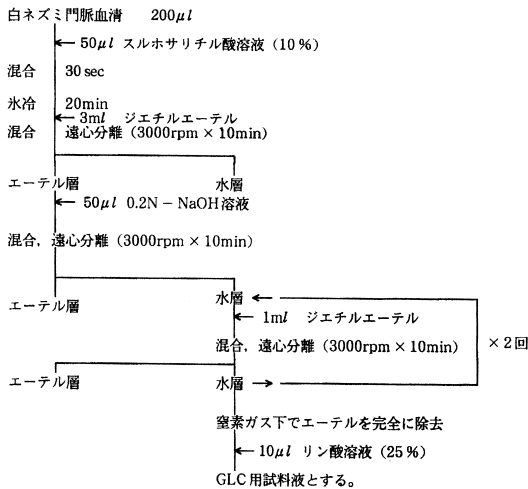 白ネズミ門脈血清 200μl
50μl スルホサリチル酸溶液（10％）
混合 30 sec
氷冷 20min
3ml ジエチルエーテル
混合 遠心分離（3000rpm × 10min）
エーテル層 水層
50μl 0.2N − NaOH溶液
混合，遠心分離（3000rpm × 10min）
エーテル層 水層
1ml ジエチルエーテル
混合，遠心分離（3000rpm × 10min） × 2回
エーテル層 水層
窒素ガス下でエーテルを完全に除去
10μl リン酸溶液（25％）
GLC用試料液とする。